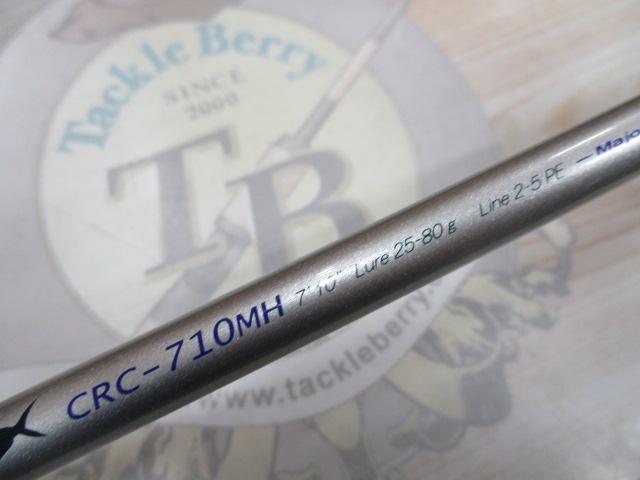 Tackle Berry
SINCE
2000
TB
www.tackleberry.
CRC-710MH 7'10" Lure 25-80 g Line 2-5 PE